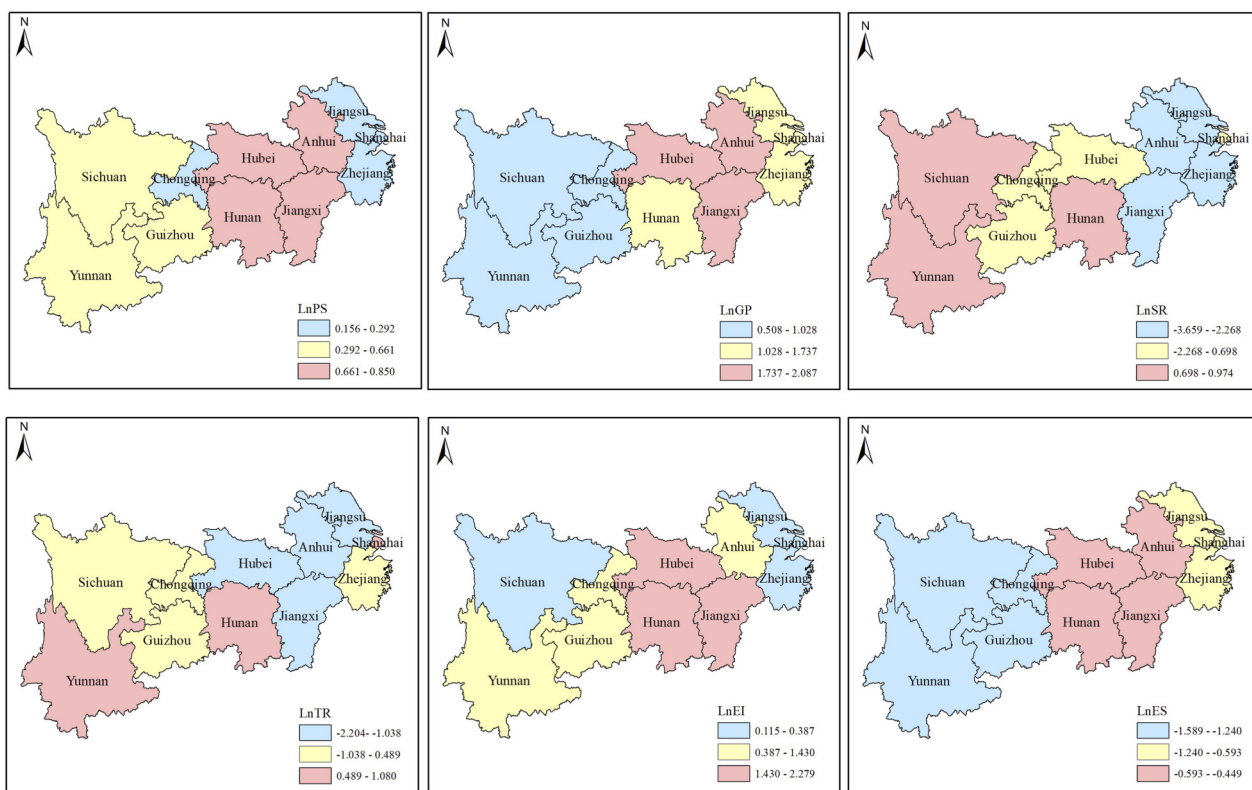 N
Jiangsu
Shanghai
Anhui
Hubei
Zhejiang
Sichuan
Chongqing
Hunan
Jiangxi
Guizhou
Yunnan
LnPS
0.156 - 0.292
0.292 - 0.661
0.661 - 0.850
N
Jiangsu
Shanghai
Anhui
Hubei
Zhejiang
Sichuan
Chongqing
Hunan
Jiangxi
Guizhou
Yunnan
LnGP
0.508 - 1.028
1.028 - 1.737
1.737 - 2.087
N
Jiangsu
Shanghai
Anhui
Hubei
Zhejiang
Sichuan
Chongqing
Hunan
Jiangxi
Guizhou
Yunnan
LnSR
-3.659 - -2.268
-2.268 - 0.698
0.698 - 0.974
N
Jiangsu
Shanghai
Anhui
Hubei
Zhejiang
Sichuan
Chongqing
Hunan
Jiangxi
Guizhou
Yunnan
LnTR
-2.204- -1.038
-1.038 - 0.489
0.489 - 1.080
N
Jiangsu
Shanghai
Anhui
Hubei
Zhejiang
Sichuan
Chongqing
Hunan
Jiangxi
Guizhou
Yunnan
LnEI
0.115 - 0.387
0.387 - 1.430
1.430 - 2.279
N
Jiangsu
Shanghai
Anhui
Hubei
Zhejiang
Sichuan
Chongqing
Hunan
Jiangxi
Guizhou
Yunnan
LnES
-1.589 - -1.240
-1.240 - -0.593
-0.593 - -0.449